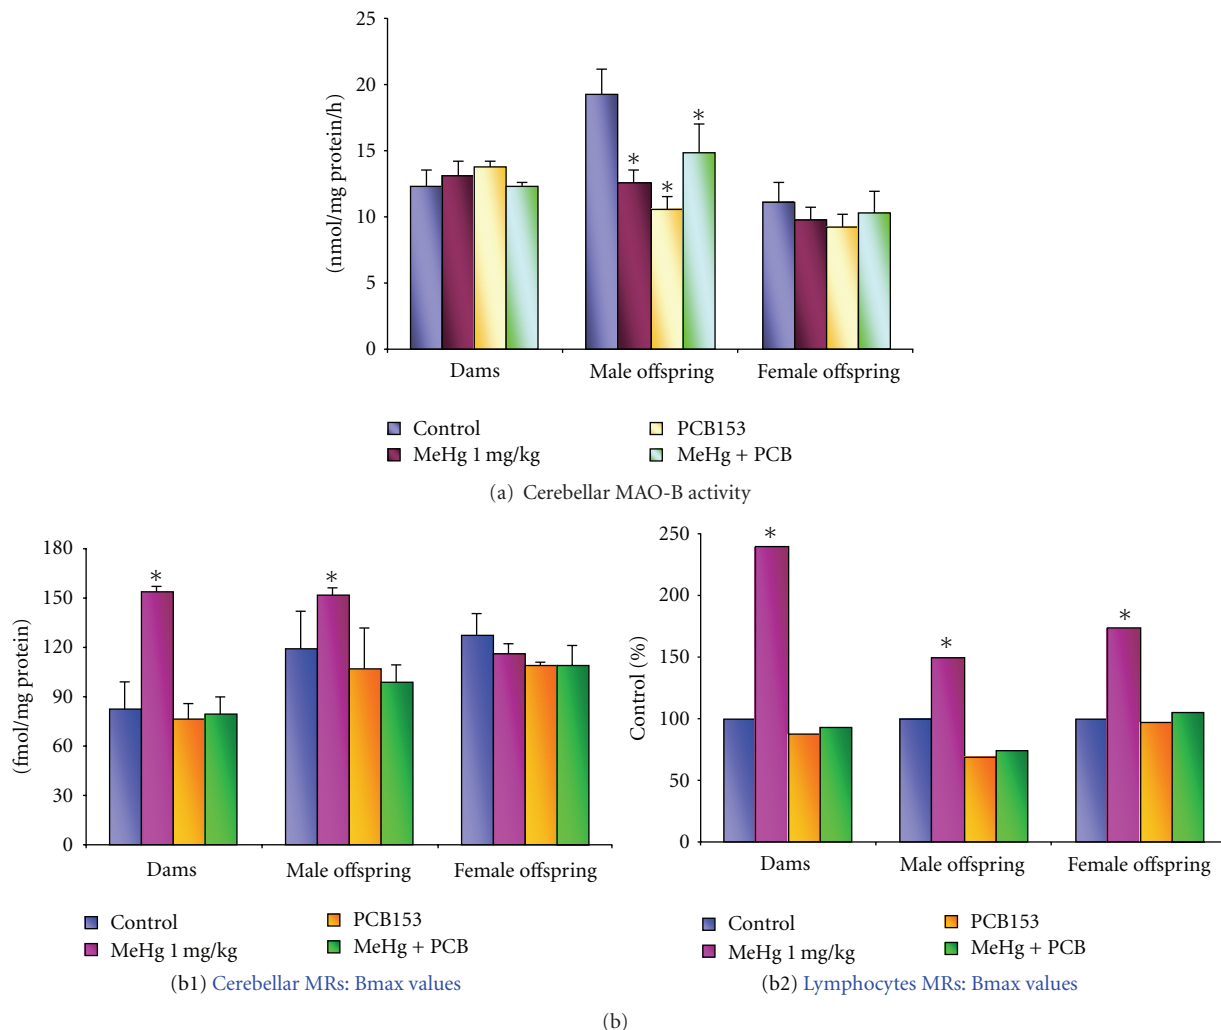 25
20
15
10
5
0
(nmol/mg protein/h)
*
*
*
Dams Male offspring Female offspring
Control PCB153
MeHg 1 mg/kg MeHg + PCB
(a) Cerebellar MAO-B activity
180
150
120
90
60
30
0
(fmol/mg protein)
* *
Dams Male offspring Female offspring
Control PCB153
MeHg 1 mg/kg MeHg + PCB
(b1) Cerebellar MRs: Bmax values
250
200
150
100
50
0
Control (%)
*
*
*
Dams Male offspring Female offspring
Control PCB153
MeHg 1 mg/kg MeHg + PCB
(b2) Lymphocytes MRs: Bmax values
(b)